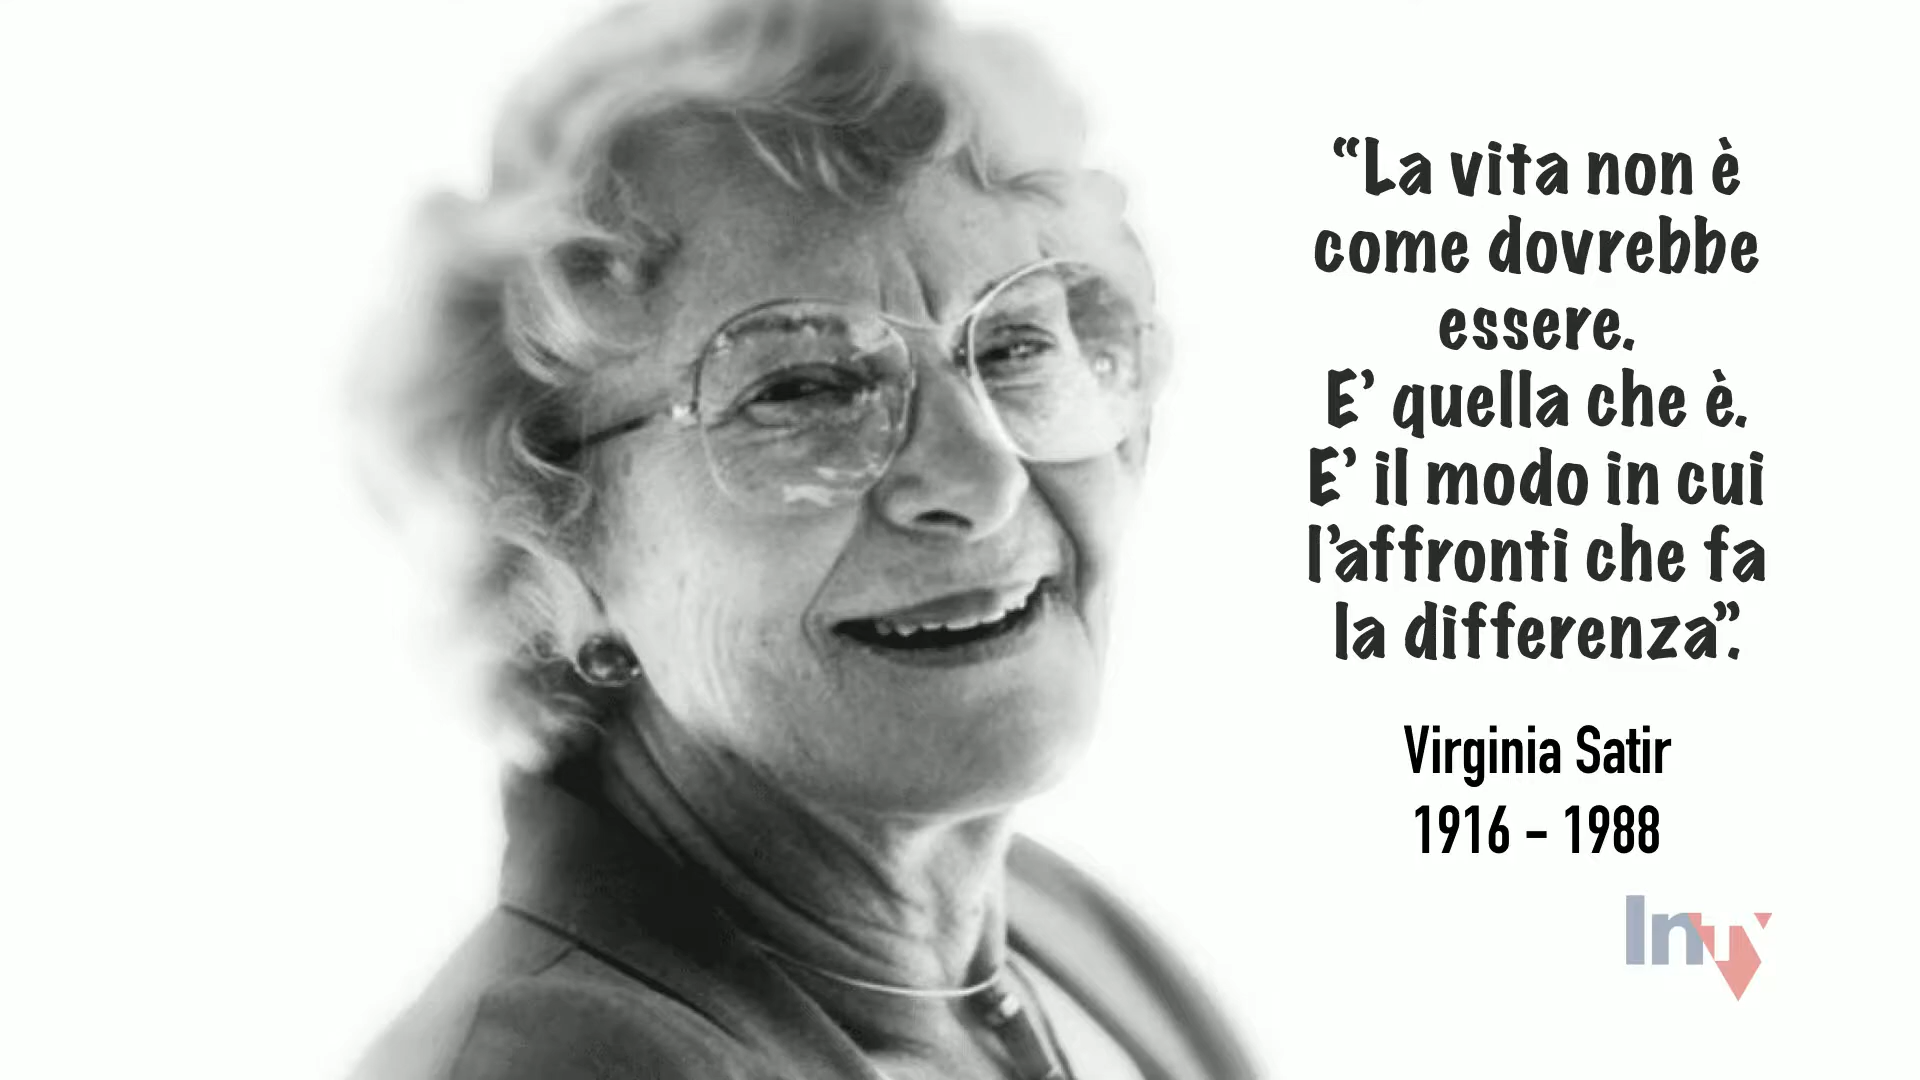 “La vita non è
come dovrebbe
essere.
E’ quella che è.
E’ il modo in cui
l’affronti che fa
la differenza”.
Virginia Satir
1916 - 1988
InTV